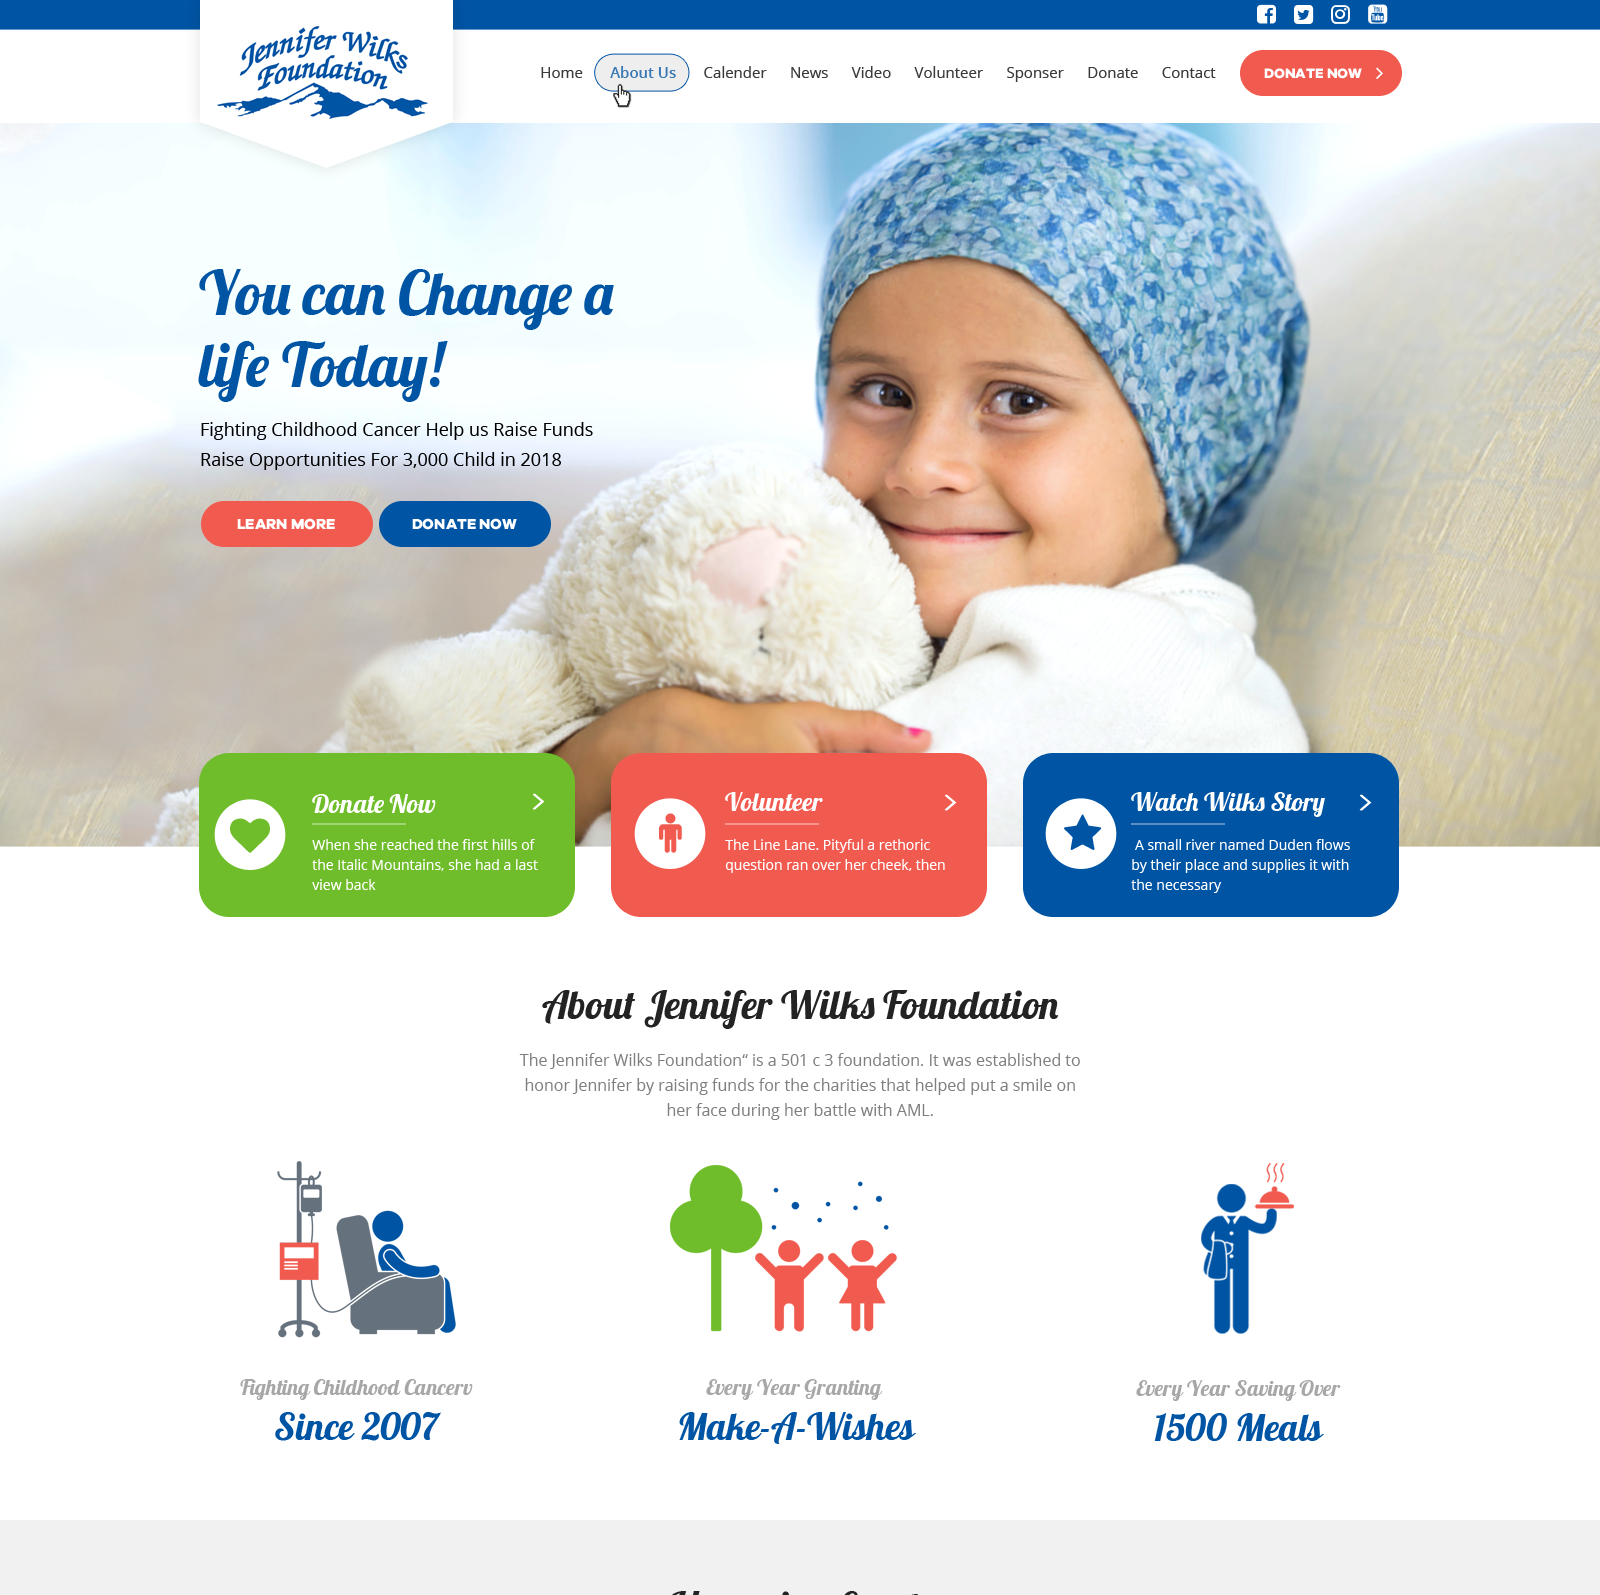 Jennifer Wilks
Foundation
Home About Us Calender News Video Volunteer Sponser Donate Contact DONATE NOW
You can Change a
life Today!
Fighting Childhood Cancer Help us Raise Funds
Raise Opportunities For 3,000 Child in 2018
LEARN MORE DONATE NOW
Donate Now
When she reached the first hills of
the Italic Mountains, she had a last
view back
Volunteer
The Line Lane. Pityful a rethoric
question ran over her cheek, then
Watch Wilks Story
A small river named Duden flows
by their place and supplies it with
the necessary
About Jennifer Wilks Foundation
The Jennifer Wilks Foundation“ is a 501 c 3 foundation. It was established to
honor Jennifer by raising funds for the charities that helped put a smile on
her face during her battle with AML.
Fighting Childhood Cancerv
Since 2007
Every Year Granting
Make-A-Wishes
Every Year Saving Over
1500 Meals